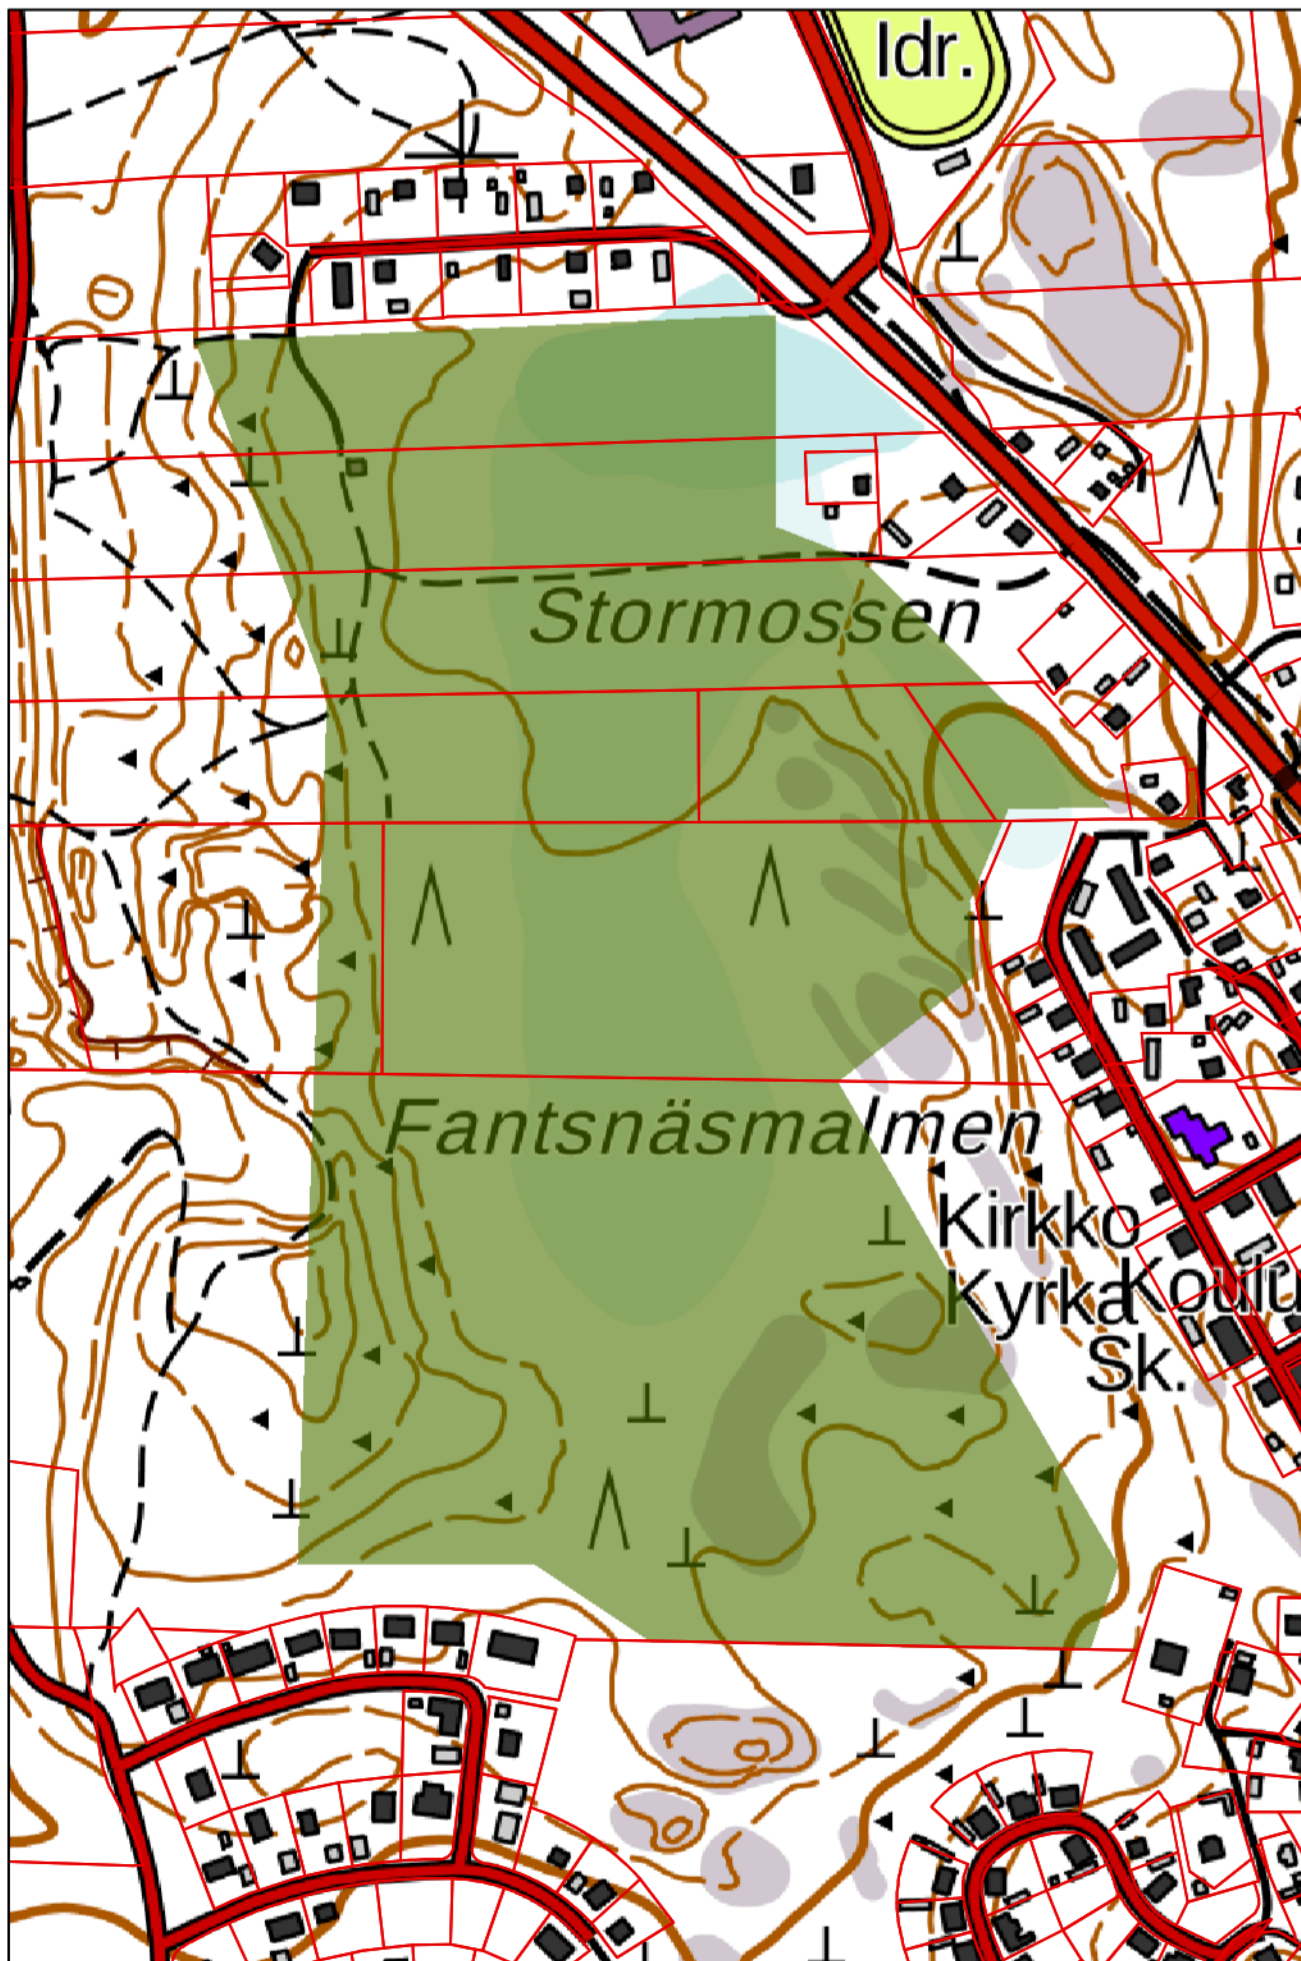 Idr.
Stormossen
Fantsnäsmalmen
Kirkko
Kyrka Koulu
Sk.